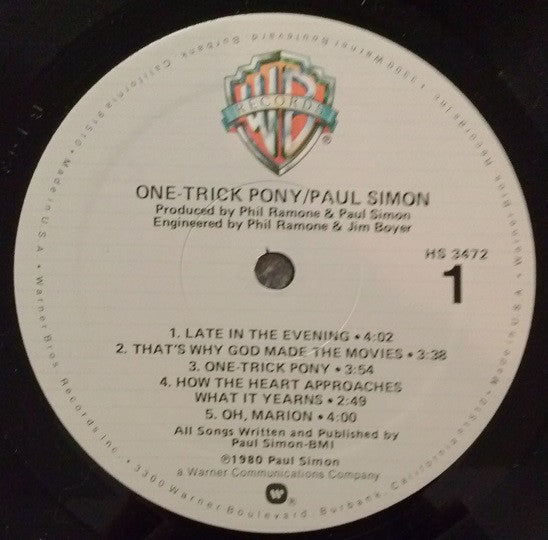 WB
RECORDS
®
ONE-TRICK PONY/PAUL SIMON
Produced by Phil Ramone & Paul Simon
Engineered by Phil Ramone & Jim Boyer
HS 3472
1
1. LATE IN THE EVENING • 4:02
2. THAT'S WHY GOD MADE THE MOVIES • 3:38
3. ONE-TRICK PONY • 3:54
4. HOW THE HEART APPROACHES
WHAT IT YEARNS • 2:49
5. OH, MARION • 4:00
All Songs Written and Published by
Paul Simon-BMI
℗1980 Paul Simon
a Warner Communications Company
W
Made in U.S.A. • Warner Bros. Records Inc. • 3300 Warner Boulevard, Burbank, California 91510 •